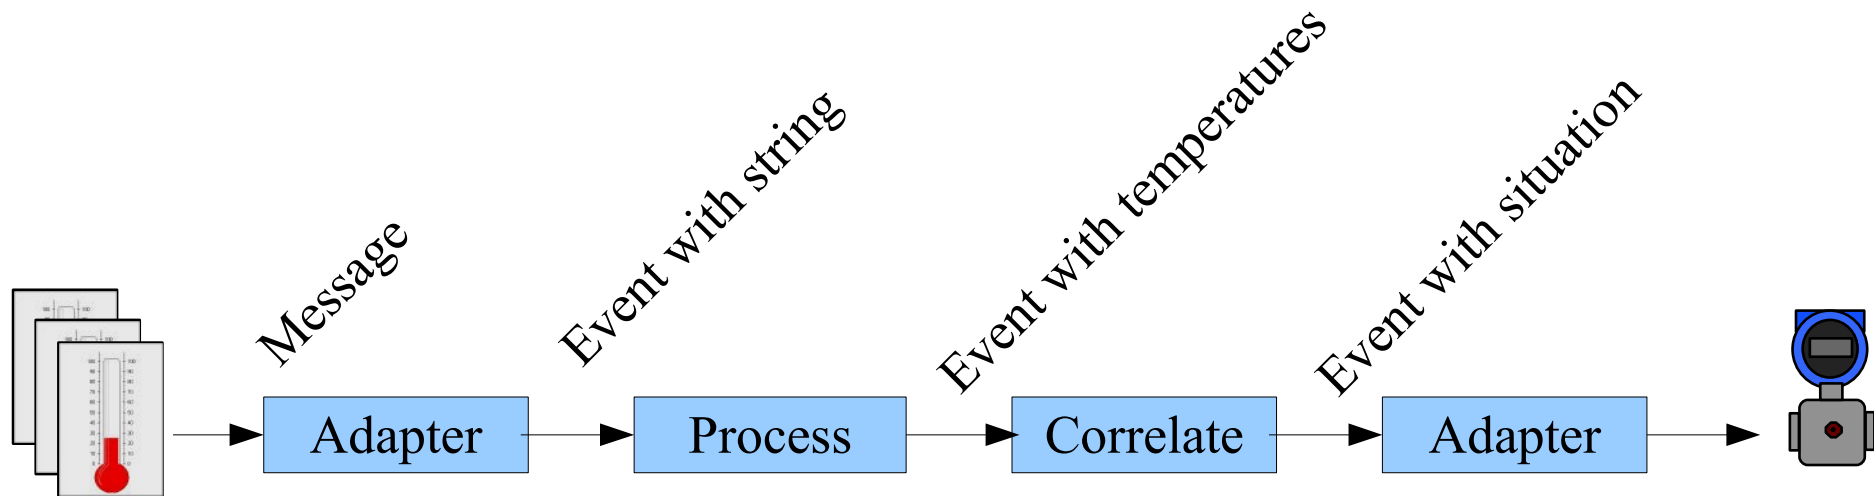 Message
Event with string
Event with temperatures
Event with situation
Adapter
Process
Correlate
Adapter